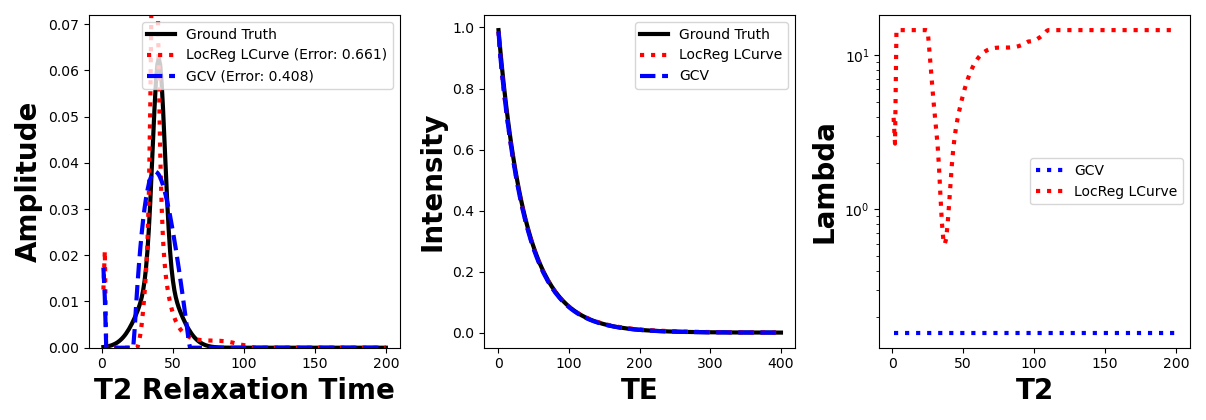 0.07
0.06
0.05
0.04
0.03
0.02
0.01
0.00
Amplitude
0
50
100
150
200
T2 Relaxation Time
Ground Truth
LocReg LCurve (Error: 0.661)
GCV (Error: 0.408)
1.0
0.8
0.6
0.4
0.2
0.0
Intensity
0
100
200
300
400
TE
Ground Truth
LocReg LCurve
GCV
10¹
10⁰
Lambda
0
50
100
150
200
T2
GCV
LocReg LCurve